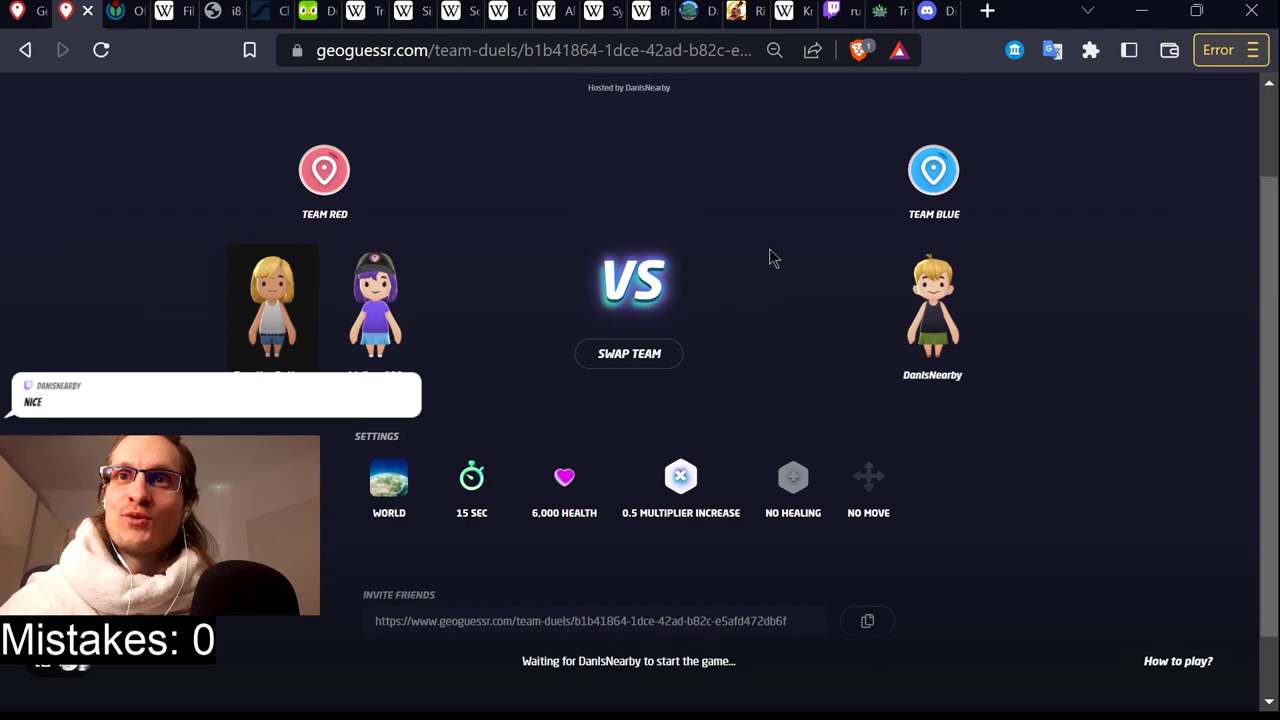 Error
geoguessr.com/team-duels/b1b41864-1dce-42ad-b82c-e...
1
Hosted by DanIsNearby
TEAM RED
TEAM BLUE
VS
SWAP TEAM
DanIsNearby
DANISNEARBY
NICE
SETTINGS
WORLD
15 SEC
6,000 HEALTH
0.5 MULTIPLIER INCREASE
NO HEALING
NO MOVE
INVITE FRIENDS
https://www.geoguessr.com/team-duels/b1b41864-1dce-42ad-b82c-e5afd472db6f
Mistakes: 0
Waiting for DanIsNearby to start the game...
How to play?